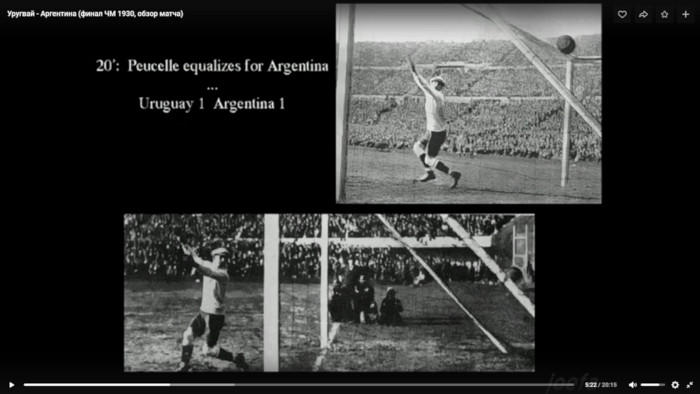 Уругвай - Аргентина (финал ЧМ 1930, обзор матча)
20': Peucelle equalizes for Argentina
...
Uruguay 1 Argentina 1
5:22 / 20:15